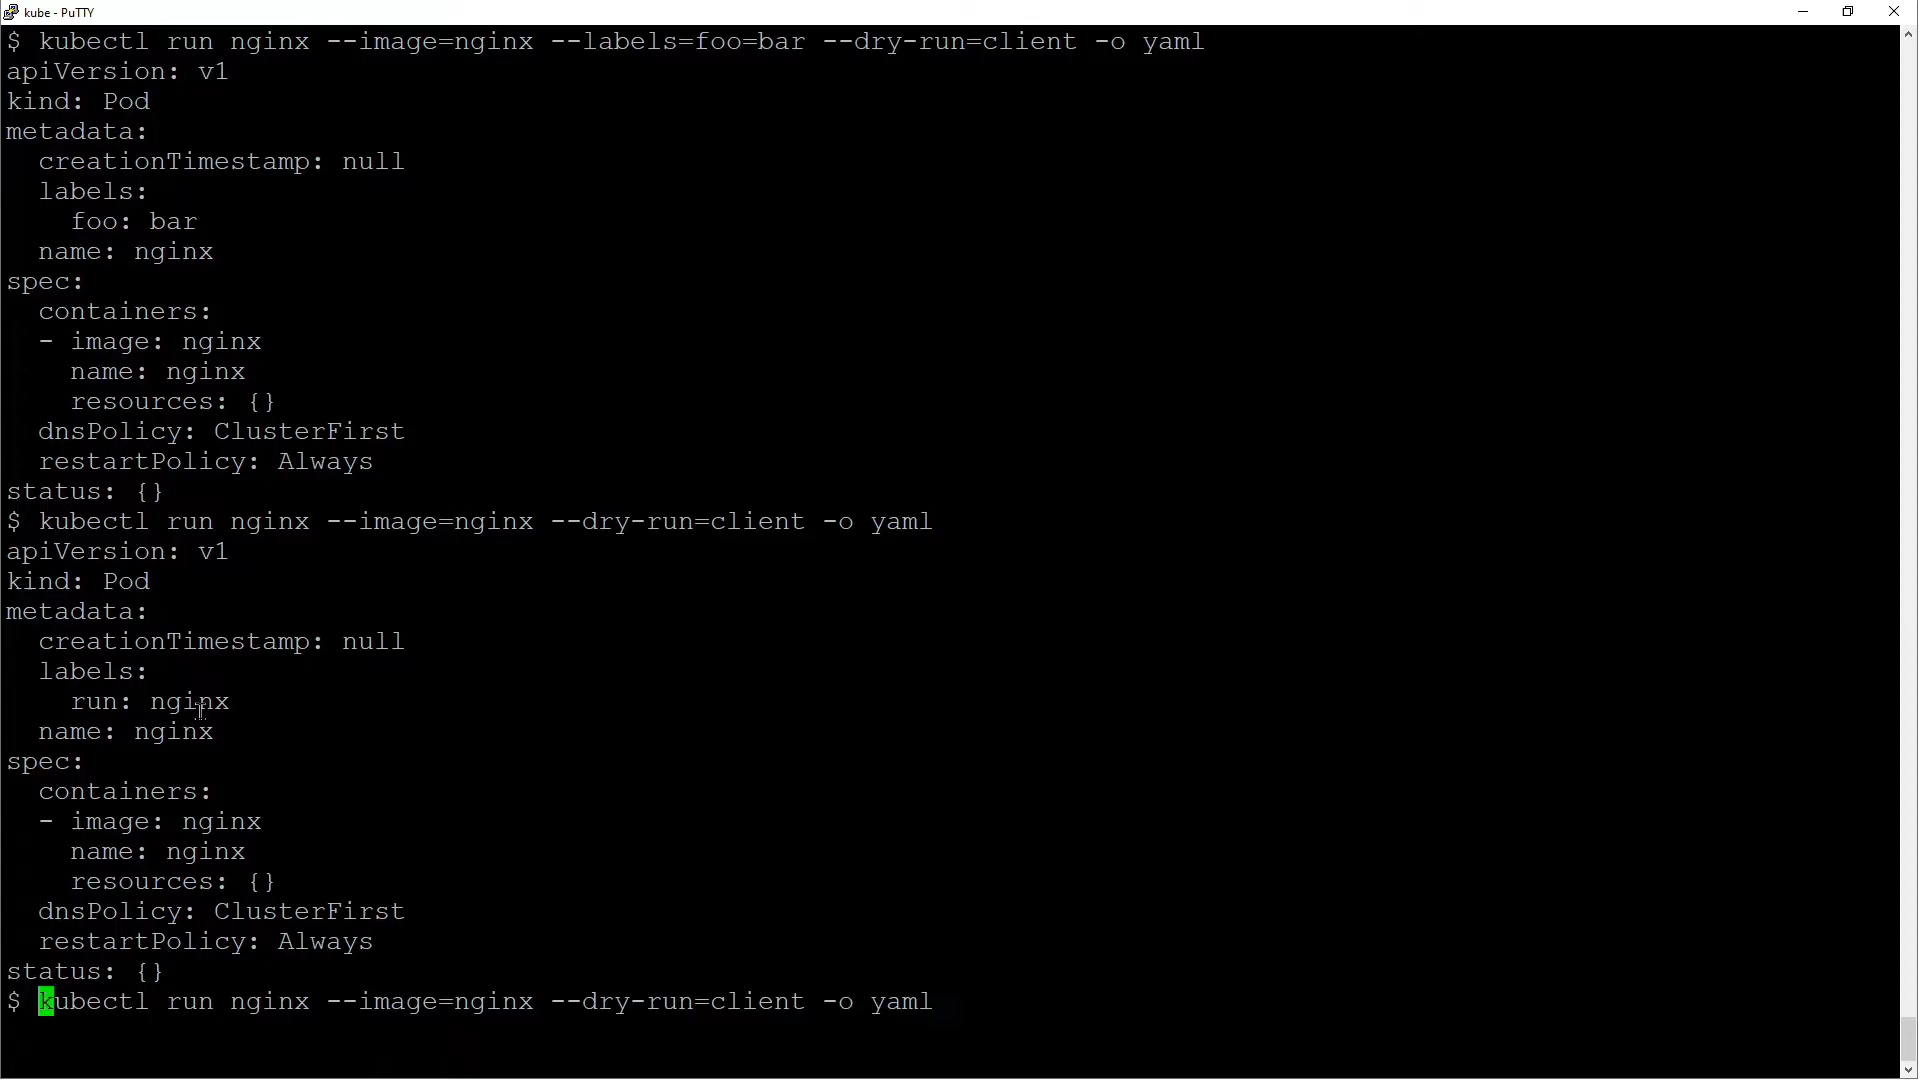 kube - PuTTY
$ kubectl run nginx --image=nginx --labels=foo=bar --dry-run=client -o yaml
apiVersion: v1
kind: Pod
metadata:
  creationTimestamp: null
  labels:
    foo: bar
  name: nginx
spec:
  containers:
  - image: nginx
    name: nginx
    resources: {}
  dnsPolicy: ClusterFirst
  restartPolicy: Always
status: {}
$ kubectl run nginx --image=nginx --dry-run=client -o yaml
apiVersion: v1
kind: Pod
metadata:
  creationTimestamp: null
  labels:
    run: nginx
  name: nginx
spec:
  containers:
  - image: nginx
    name: nginx
    resources: {}
  dnsPolicy: ClusterFirst
  restartPolicy: Always
status: {}
$ kubectl run nginx --image=nginx --dry-run=client -o yaml